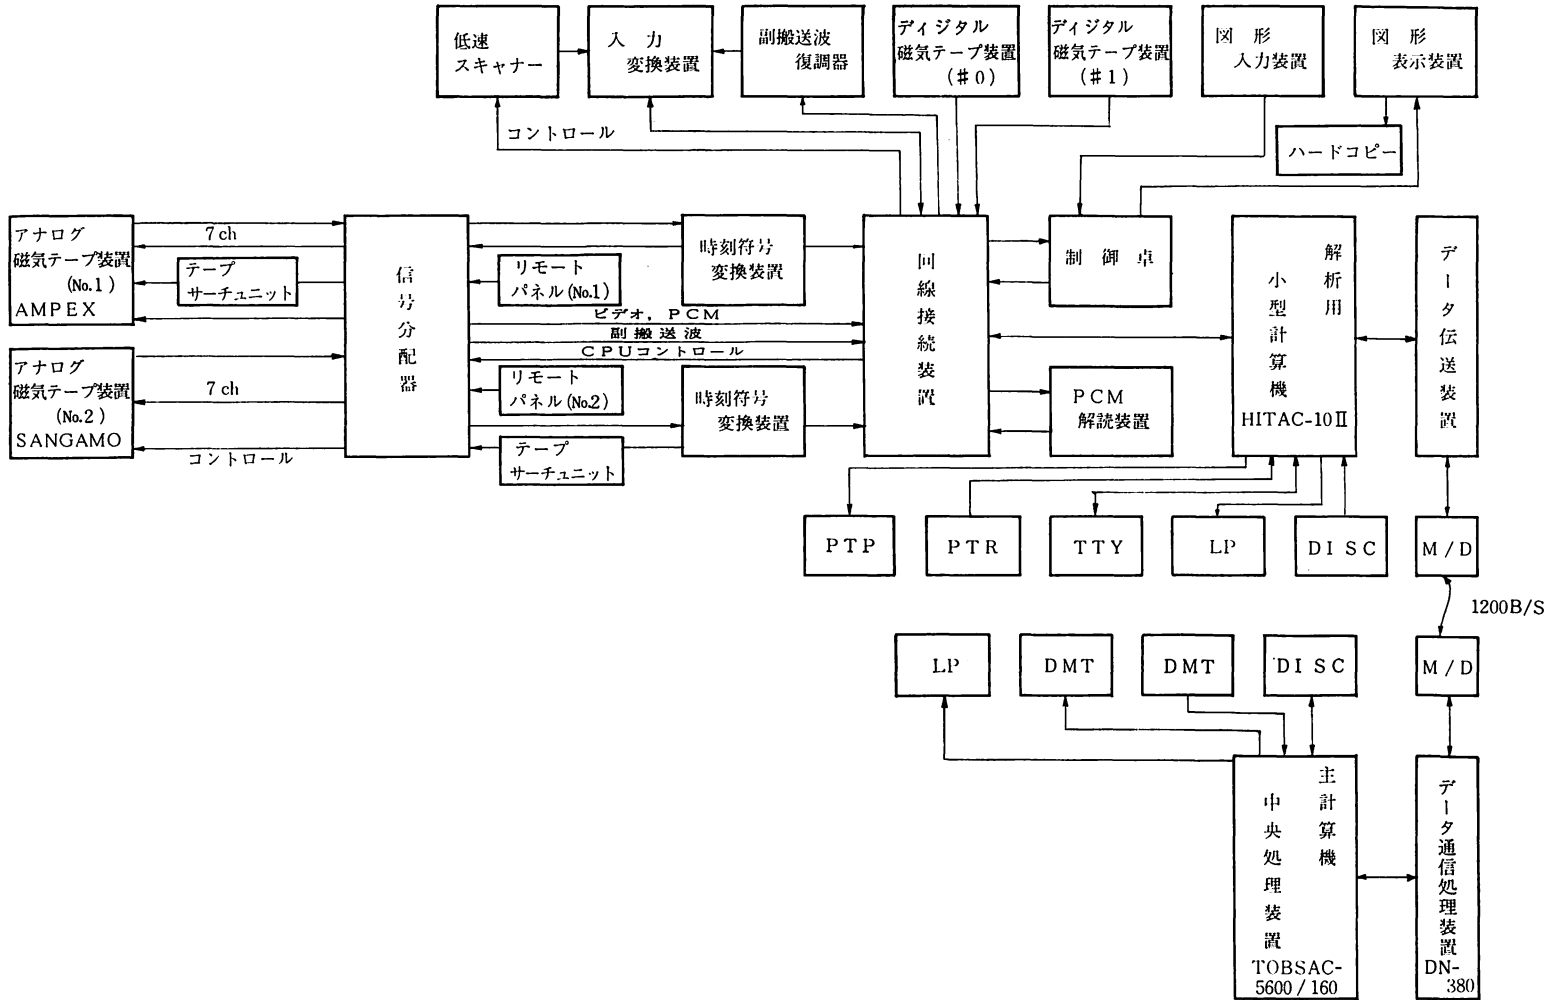 低速
スキャナー
入力
変換装置
副搬送波
復調器
ディジタル
磁気テープ装置
(#0)
ディジタル
磁気テープ装置
(#1)
図形
入力装置
図形
表示装置
コントロール
ハードコピー
アナログ
磁気テープ装置
(No.1)
AMPEX
7ch
テープ
サーチユニット
信号分配器
リモート
パネル(No.1)
時刻符号
変換装置
回線接続装置
制御卓
解析用
小型計算機
HITAC-10Ⅱ
データ伝送装置
ビデオ,PCM
副搬送波
CPUコントロール
アナログ
磁気テープ装置
(No.2)
SANGAMO
7ch
コントロール
リモート
パネル(No.2)
時刻符号
変換装置
テープ
サーチユニット
PCM
解読装置
PTP
PTR
TTY
LP
DISC
M/D
1200B/S
LP
DMT
DMT
DISC
M/D
主計算機
中央処理装置
TOBSAC-
5600/160
データ通信処理装置
DN-
380